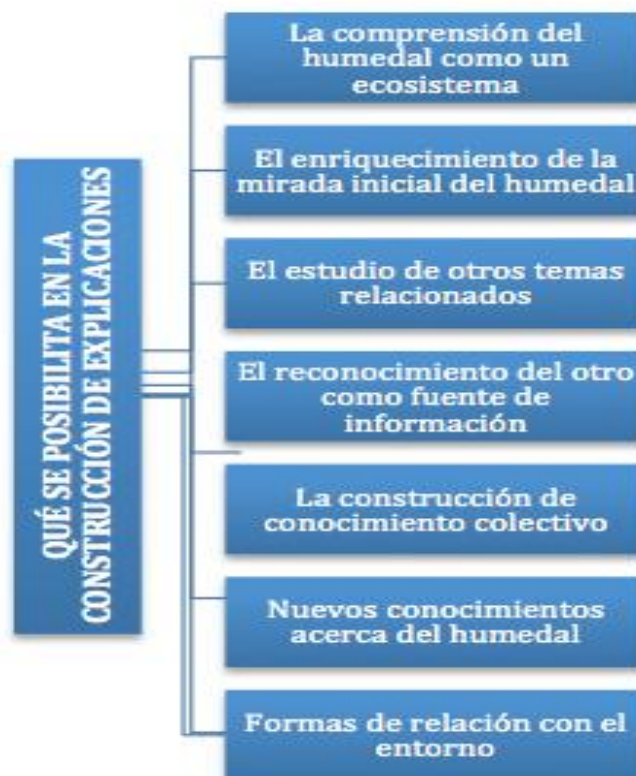 QUÉ SE POSIBILITA EN LA
CONSTRUCCIÓN DE EXPLICACIONES
La comprensión del
humedal como un
ecosistema
El enriquecimiento de la
mirada inicial del humedal
El estudio de otros temas
relacionados
El reconocimiento del otro
como fuente de
información
La construcción de
conocimiento colectivo
Nuevos conocimientos
acerca del humedal
Formas de relación con el
entorno